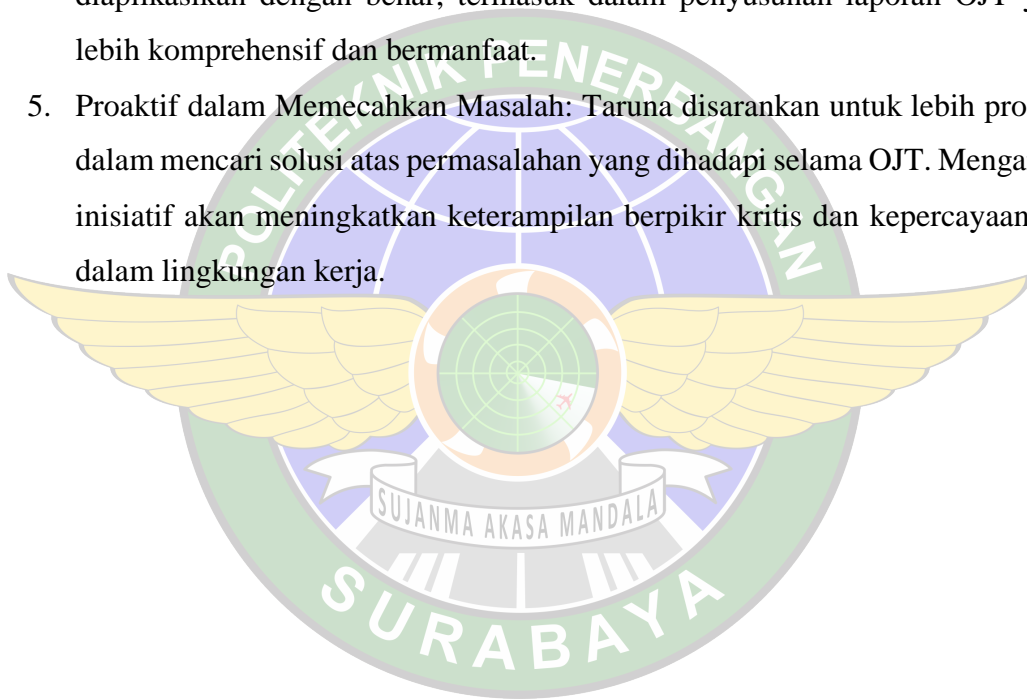 diaplikasikan dengan benar, termasuk dalam penyusunan laporan OJT
lebih komprehensif dan bermanfaat.
5. Proaktif dalam Memecahkan Masalah: Taruna disarankan untuk lebih pro
dalam mencari solusi atas permasalahan yang dihadapi selama OJT. Menga
inisiatif akan meningkatkan keterampilan berpikir kritis dan kepercayaan
dalam lingkungan kerja.
POLITEKNIK PENERBANGAN
SUJANMA AKASA MANDALA
SURABAYA